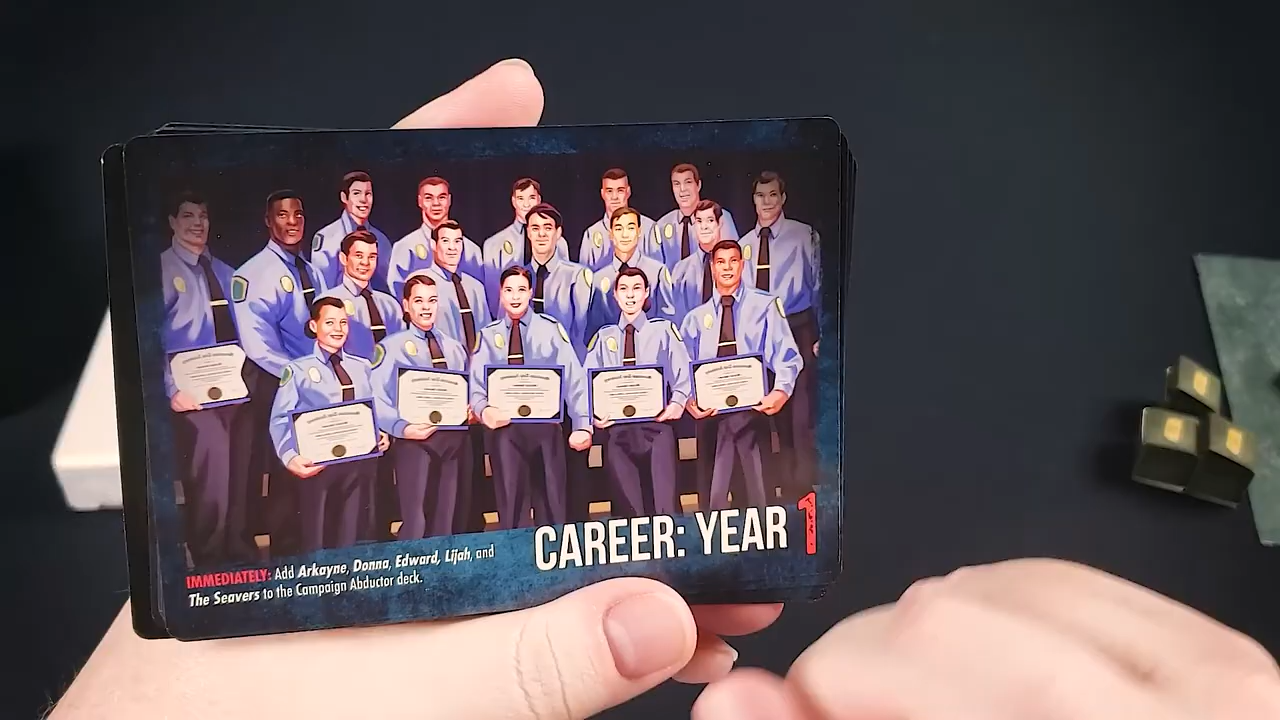 CAREER: YEAR 1
IMMEDIATELY: Add Arkayne, Donna, Edward, Lijah, and
The Seavers to the Campaign Abductor deck.